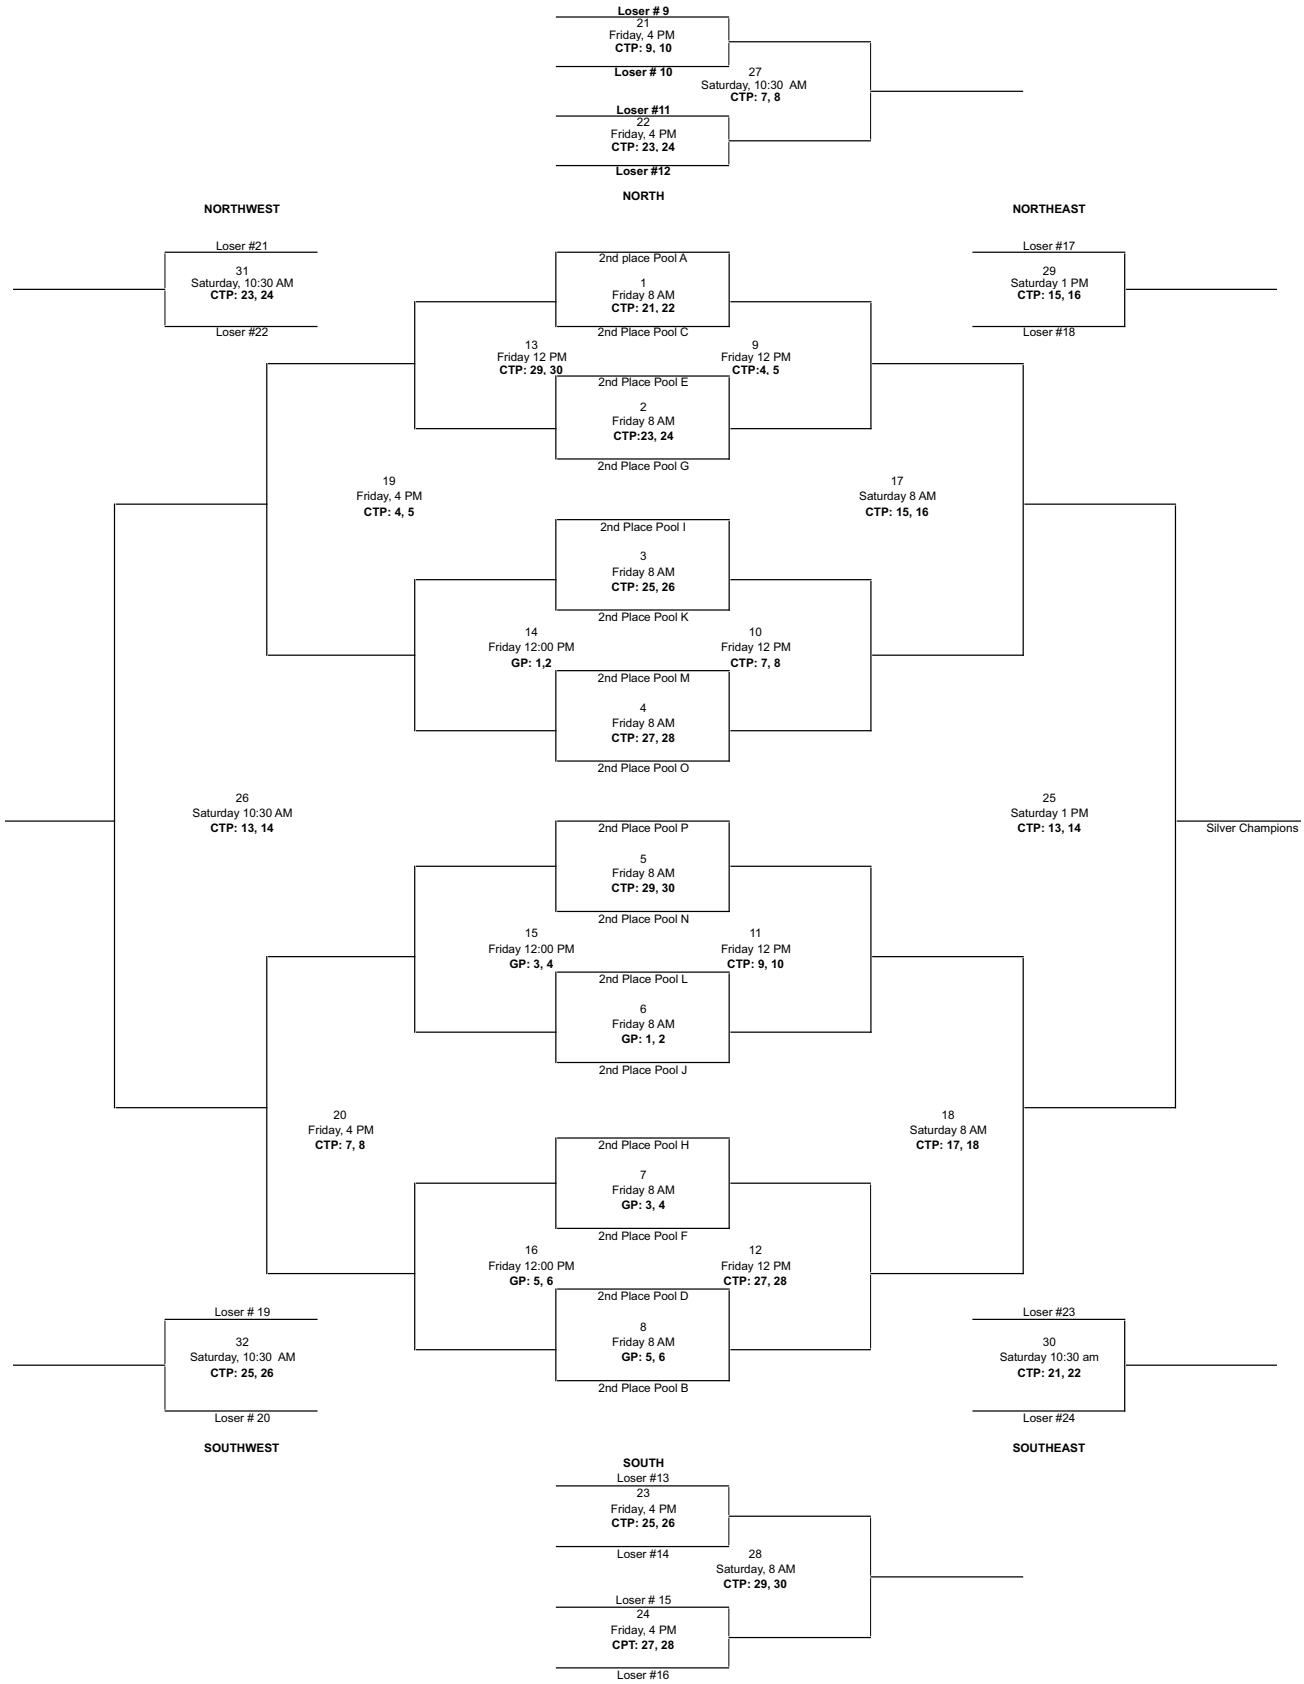 Loser # 9
21
Friday, 4 PM
CTP: 9, 10
Loser # 10
27
Saturday, 10:30  AM
CTP: 7, 8
Loser #11
22
Friday, 4 PM
CTP: 23, 24
Loser #12
NORTH
NORTHWEST
NORTHEAST
Loser #21
31
Saturday, 10:30 AM
CTP: 23, 24
Loser #22
2nd place Pool A
1
Friday 8 AM
CTP: 21, 22
2nd Place Pool C
Loser #17
29
Saturday 1 PM
CTP: 15, 16
Loser #18
13
Friday 12 PM
CTP: 29, 30
9
Friday 12 PM
CTP:4, 5
2nd Place Pool E
2
Friday 8 AM
CTP:23, 24
2nd Place Pool G
19
Friday, 4 PM
CTP: 4, 5
17
Saturday 8 AM
CTP: 15, 16
2nd Place Pool I
3
Friday 8 AM
CTP: 25, 26
2nd Place Pool K
14
Friday 12:00 PM
GP: 1,2
10
Friday 12 PM
CTP: 7, 8
2nd Place Pool M
4
Friday 8 AM
CTP: 27, 28
2nd Place Pool O
26
Saturday 10:30 AM
CTP: 13, 14
25
Saturday 1 PM
CTP: 13, 14
Silver Champions
2nd Place Pool P
5
Friday 8 AM
CTP: 29, 30
2nd Place Pool N
15
Friday 12:00 PM
GP: 3, 4
11
Friday 12 PM
CTP: 9, 10
2nd Place Pool L
6
Friday 8 AM
GP: 1, 2
2nd Place Pool J
20
Friday, 4 PM
CTP: 7, 8
18
Saturday 8 AM
CTP: 17, 18
2nd Place Pool H
7
Friday 8 AM
GP: 3, 4
2nd Place Pool F
16
Friday 12:00 PM
GP: 5, 6
12
Friday 12 PM
CTP: 27, 28
2nd Place Pool D
8
Friday 8 AM
GP: 5, 6
2nd Place Pool B
Loser # 19
32
Saturday, 10:30  AM
CTP: 25, 26
Loser # 20
Loser #23
30
Saturday 10:30 am
CTP: 21, 22
Loser #24
SOUTHWEST
SOUTHEAST
SOUTH
Loser #13
23
Friday, 4 PM
CTP: 25, 26
Loser #14
28
Saturday, 8 AM
CTP: 29, 30
Loser # 15
24
Friday, 4 PM
CPT: 27, 28
Loser #16